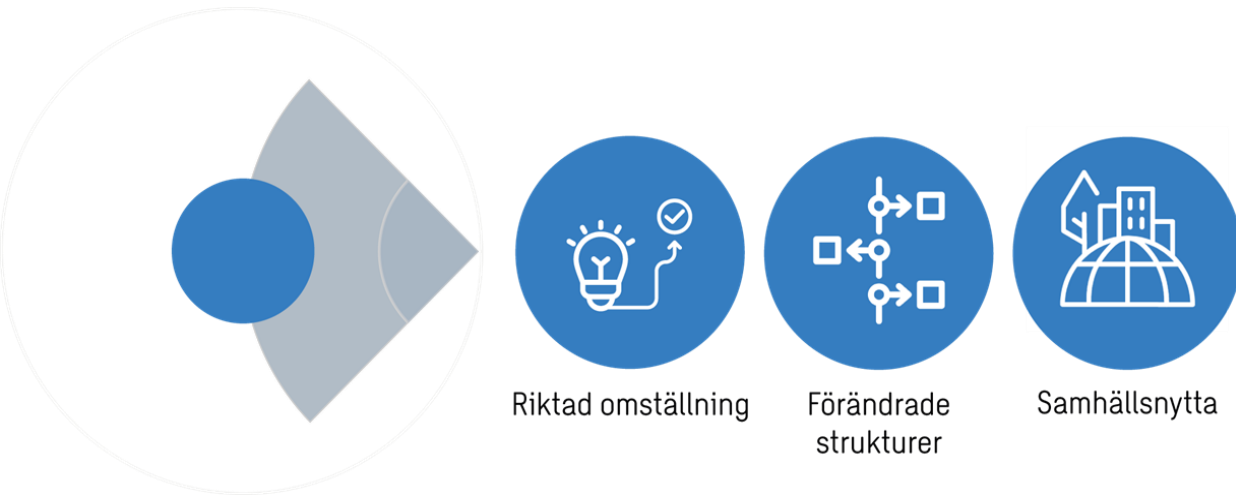 Riktad omställning
Förändrade
strukturer
Samhällsnytta